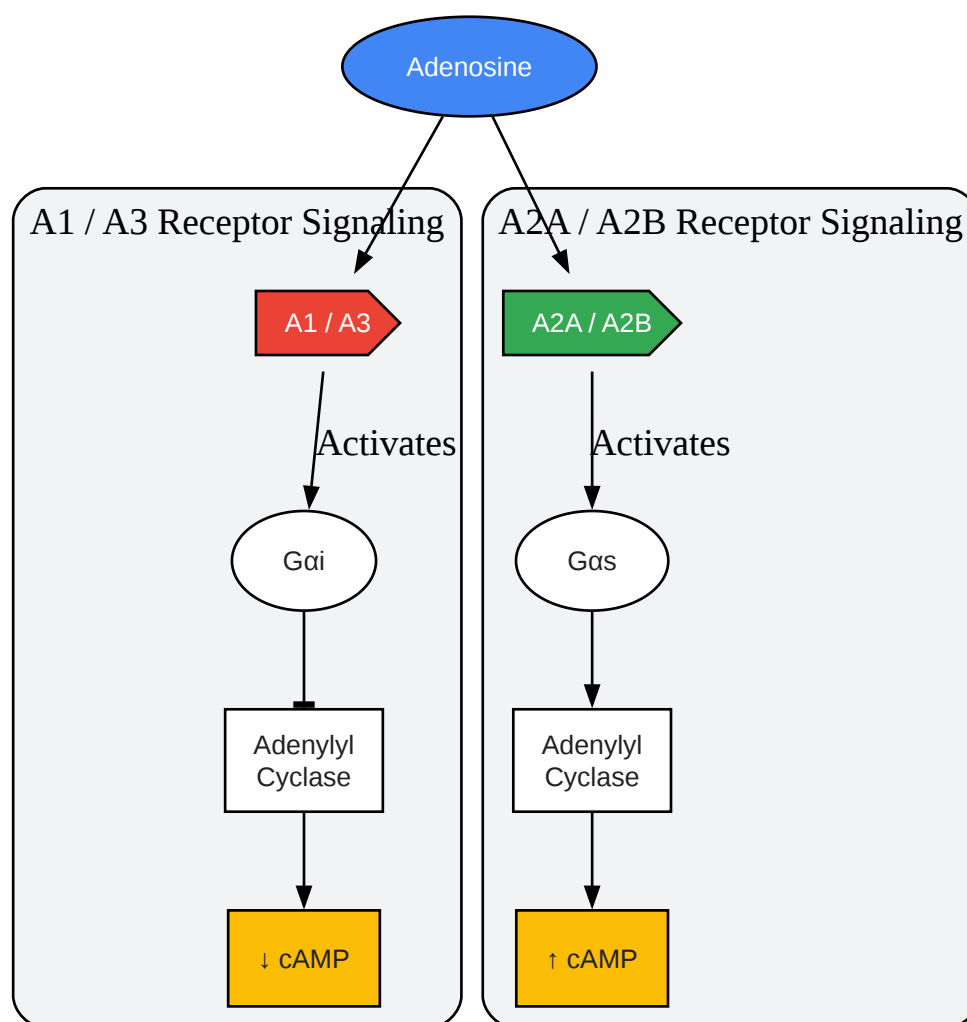 Adenosine
A1 / A3 Receptor Signaling
A2A / A2B Receptor Signaling
A1 / A3
A2A / A2B
Activates
Activates
Gαi
Gαs
Adenylyl
Cyclase
Adenylyl
Cyclase
↓ cAMP
↑ cAMP